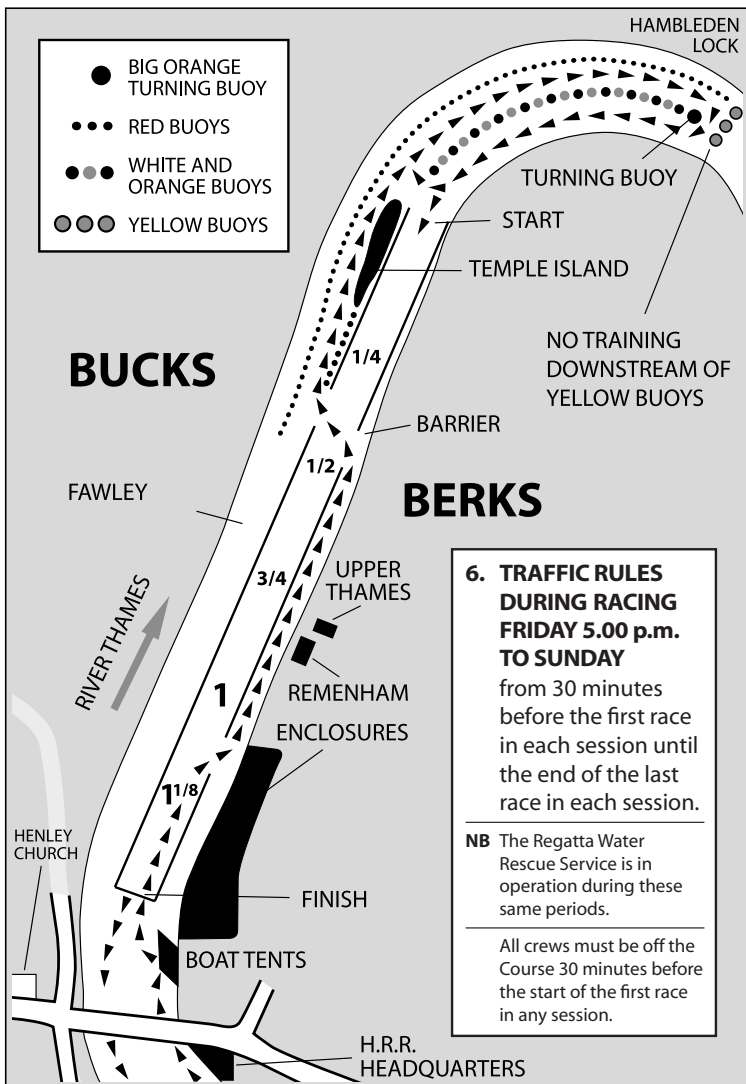 HAMBLEDEN
LOCK
BIG ORANGE
TURNING BUOY
RED BUOYS
WHITE AND
ORANGE BUOYS
YELLOW BUOYS
TURNING BUOY
START
TEMPLE ISLAND
NO TRAINING
DOWNSTREAM OF
YELLOW BUOYS
1/4
BUCKS
BARRIER
1/2
FAWLEY
BERKS
3/4
UPPER
THAMES
RIVER THAMES
REMENHAM
1
ENCLOSURES
1 1/8
HENLEY
CHURCH
FINISH
BOAT TENTS
H.R.R.
HEADQUARTERS
6. TRAFFIC RULES
DURING RACING
FRIDAY 5.00 p.m.
TO SUNDAY
from 30 minutes
before the first race
in each session until
the end of the last
race in each session.
NB The Regatta Water
Rescue Service is in
operation during these
same periods.
All crews must be off the
Course 30 minutes before
the start of the first race
in any session.